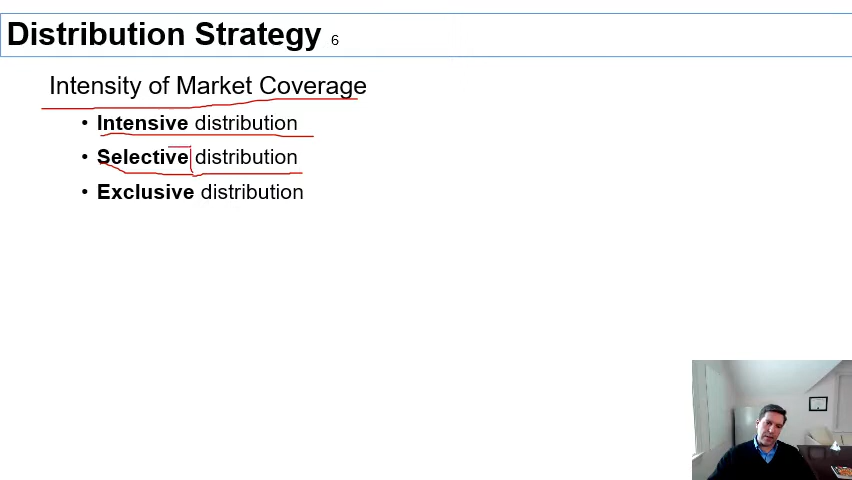 Distribution Strategy 6
Intensity of Market Coverage
• Intensive distribution
• Selective distribution
• Exclusive distribution